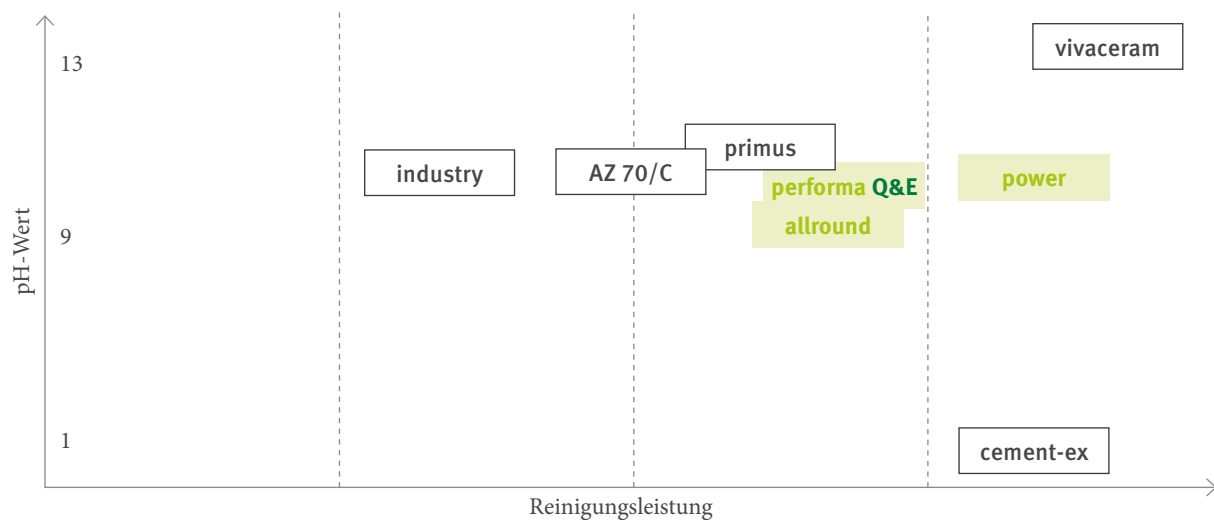 vivaceram
13
primus
industry
AZ 70/C
performa Q&E
power
allround
9
pH-Wert
1
cement-ex
Reinigungsleistung